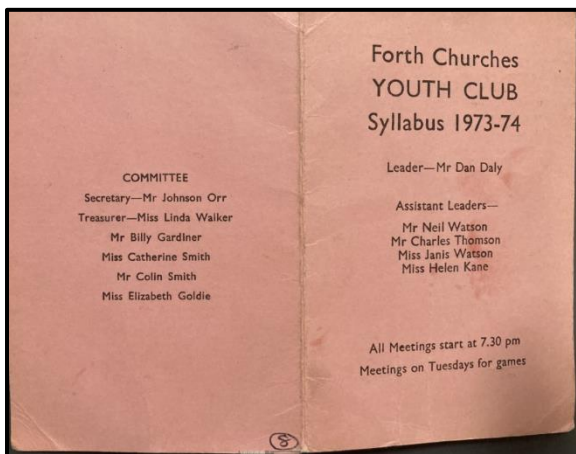 COMMITTEE
Secretary—Mr Johnson Orr
Treasurer—Miss Linda Walker
Mr Billy Gardiner
Miss Catherine Smith
Mr Colin Smith
Miss Elizabeth Goldie
8
Forth Churches
YOUTH CLUB
Syllabus 1973-74
Leader—Mr Dan Daly
Assistant Leaders—
Mr Neil Watson
Mr Charles Thomson
Miss Janis Watson
Miss Helen Kane
All Meetings start at 7.30 pm
Meetings on Tuesdays for games